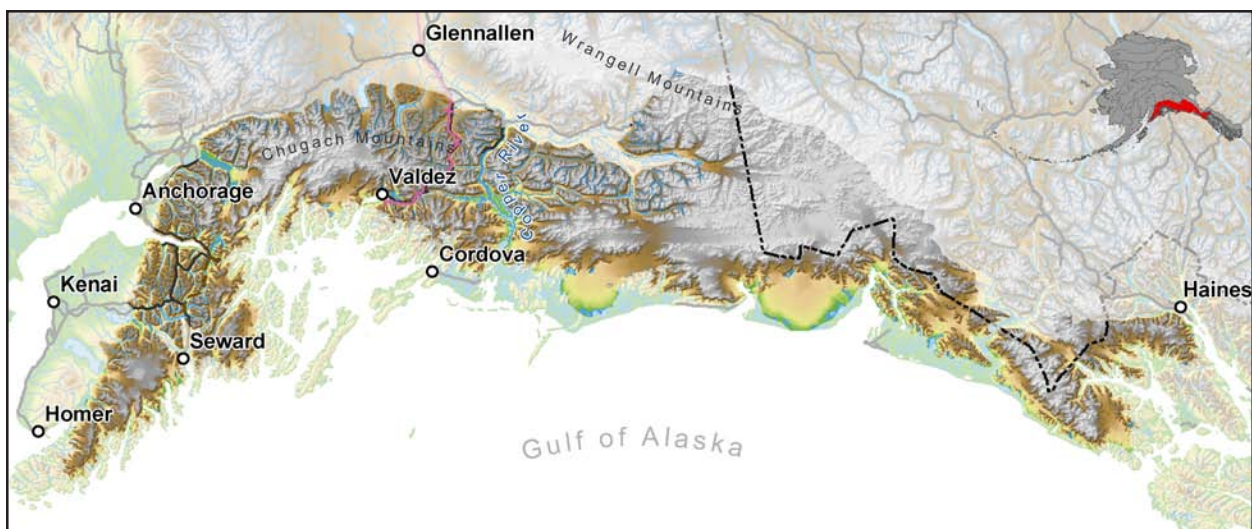 Glennallen
Wrangell Mountains
Chugach Mountains
Anchorage
Valdez
Copper River
Cordova
Kenai
Haines
Seward
Homer
Gulf of Alaska